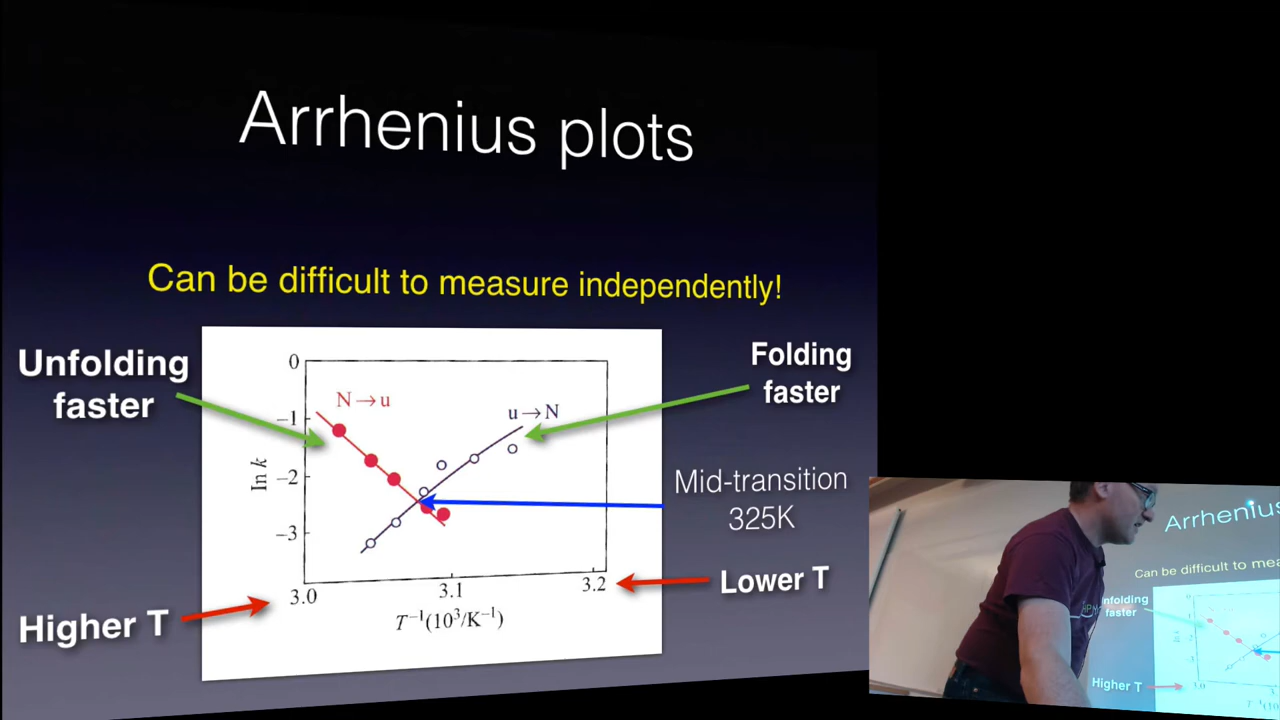 Arrhenius plots
Can be difficult to measure independently!
Unfolding
faster
Folding
faster
0
−1
−2
−3
ln k
N→u
u→N
Mid-transition
325K
3.0
3.1
3.2
T⁻¹(10³/K⁻¹)
Higher T
Lower T
Arrhenius
Can be difficult to mea
nfolding
faster
Higher T